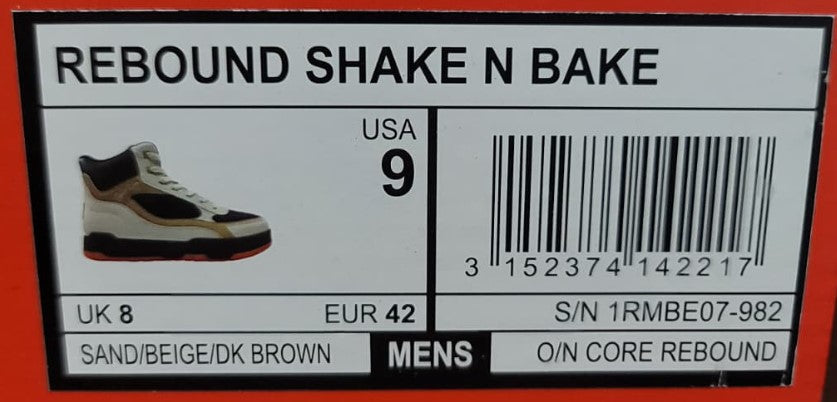 REBOUND SHAKE N BAKE
USA
9
3 152374 142217
UK 8 EUR 42
S/N 1RMBE07-982
SAND/BEIGE/DK BROWN MENS O/N CORE REBOUND